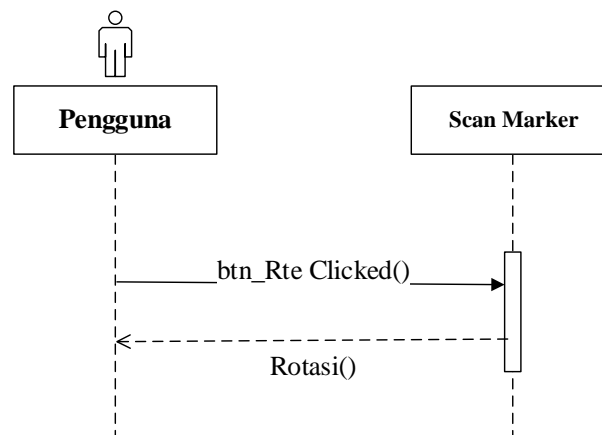 Pengguna
Scan Marker
btn_Rte Clicked()
Rotasi()